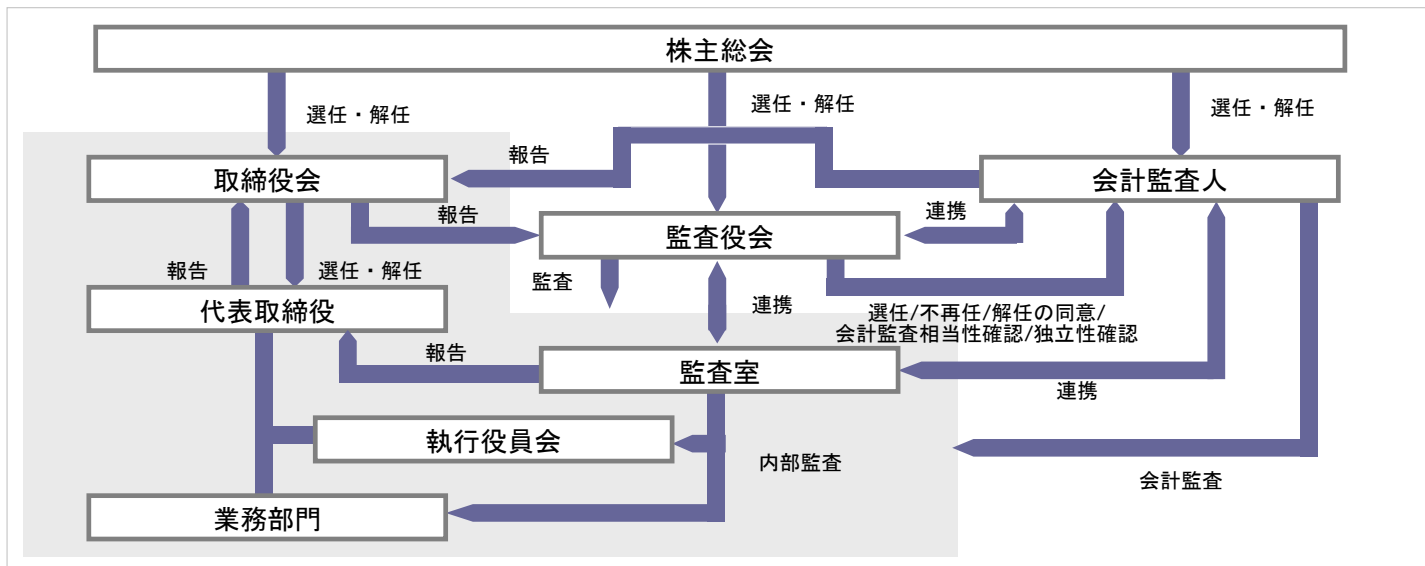 株主総会
選任・解任
選任・解任
選任・解任
報告
取締役会
会計監査人
報告
監査役会
連携
報告
選任・解任
監査
連携
代表取締役
選任/不再任/解任の同意/
会計監査相当性確認/独立性確認
報告
監査室
連携
執行役員会
内部監査
会計監査
業務部門